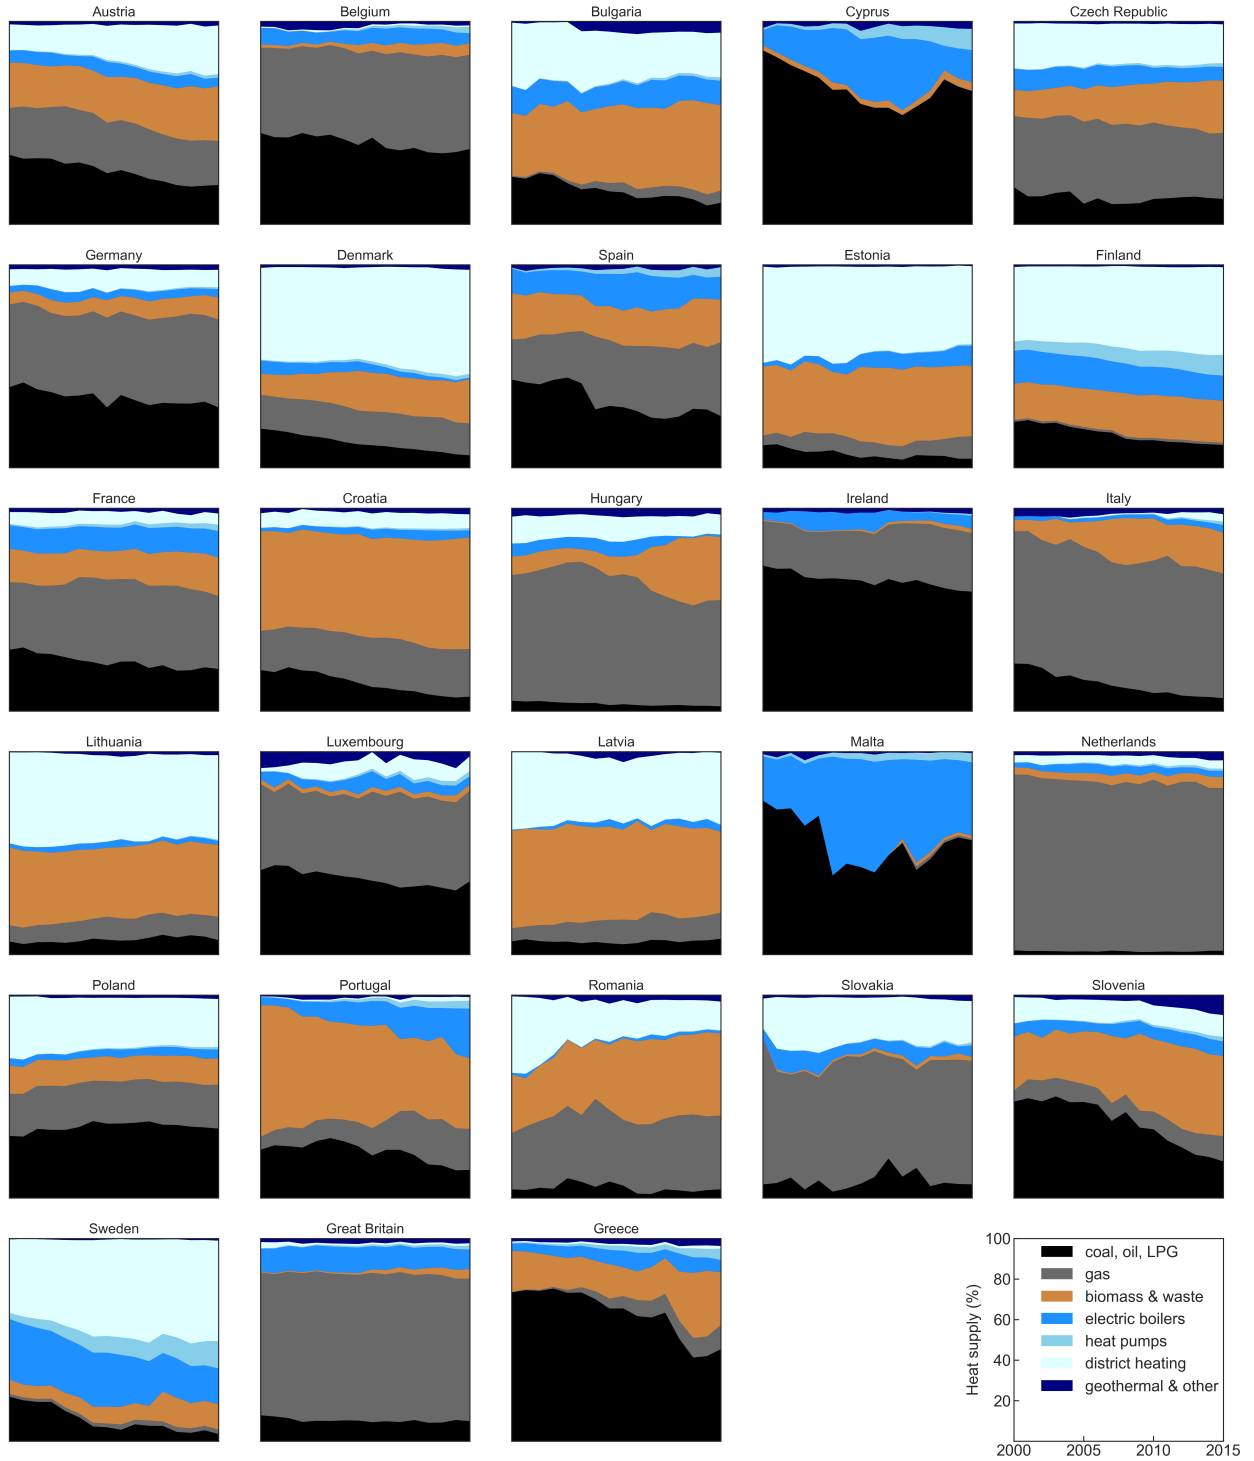 Austria
Belgium
Bulgaria
Cyprus
Czech Republic
Germany
Denmark
Spain
Estonia
Finland
France
Croatia
Hungary
Ireland
Italy
Lithuania
Luxembourg
Latvia
Malta
Netherlands
Poland
Portugal
Romania
Slovakia
Slovenia
Sweden
Great Britain
Greece
Heat supply (%)
100
80
60
40
20
coal, oil, LPG
gas
biomass & waste
electric boilers
heat pumps
district heating
geothermal & other
2000 2005 2010 2015